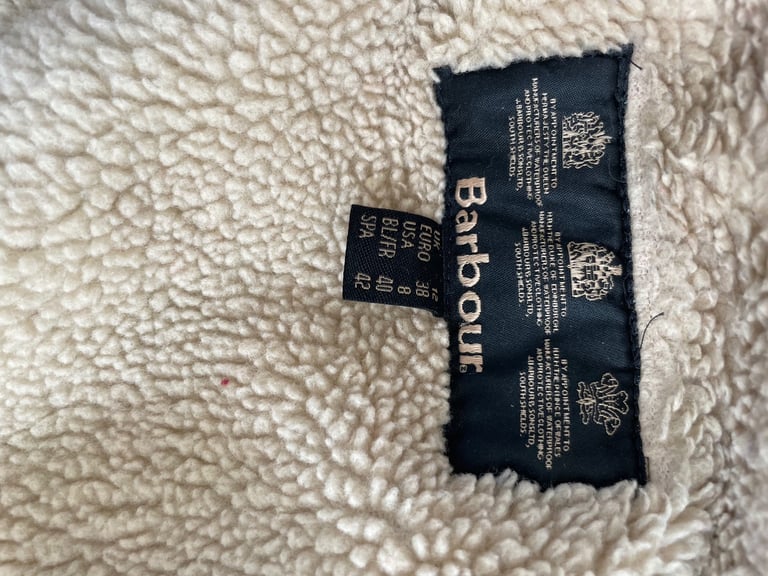 BY APPOINTMENT TO
HER MAJESTY THE QUEEN
MANUFACTURERS OF WATERPROOF
AND PROTECTIVE CLOTHING
J.BARBOUR & SONS LTD,
SOUTH SHIELDS,
BY APPOINTMENT TO
H.R.H. THE DUKE OF EDINBURGH
MANUFACTURERS OF WATERPROOF
AND PROTECTIVE CLOTHING
J.BARBOUR & SONS LTD,
SOUTH SHIELDS,
BY APPOINTMENT TO
H.R.H. THE PRINCE OF WALES
MANUFACTURERS OF WATERPROOF
AND PROTECTIVE CLOTHING
J.BARBOUR & SONS LTD,
SOUTH SHIELDS,
Barbour®
UK 12
EURO 38
USA 8
BL/FR 40
SPA 42